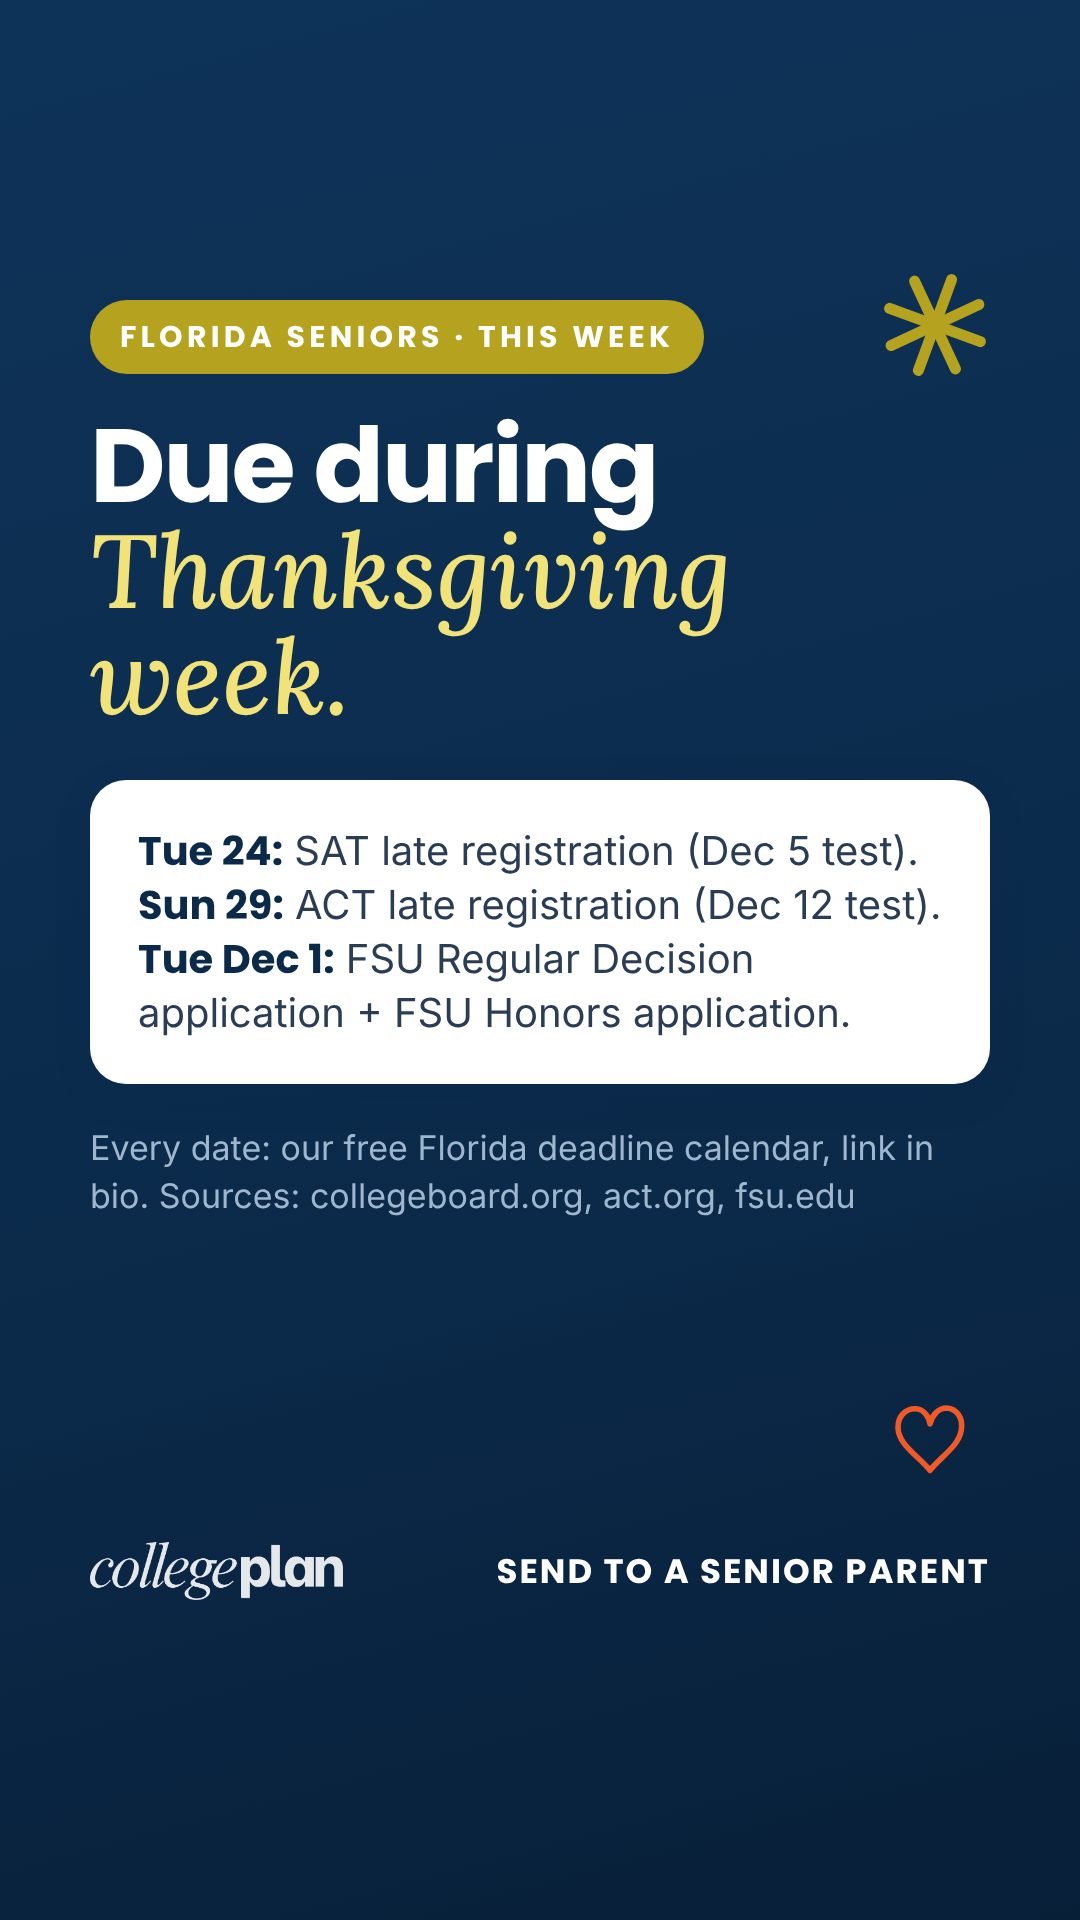 FLORIDA SENIORS · THIS WEEK
Due during
Thanksgiving
week.
Tue 24: SAT late registration (Dec 5 test).
Sun 29: ACT late registration (Dec 12 test).
Tue Dec 1: FSU Regular Decision
application + FSU Honors application.
Every date: our free Florida deadline calendar, link in
bio. Sources: collegeboard.org, act.org, fsu.edu
collegeplan
SEND TO A SENIOR PARENT